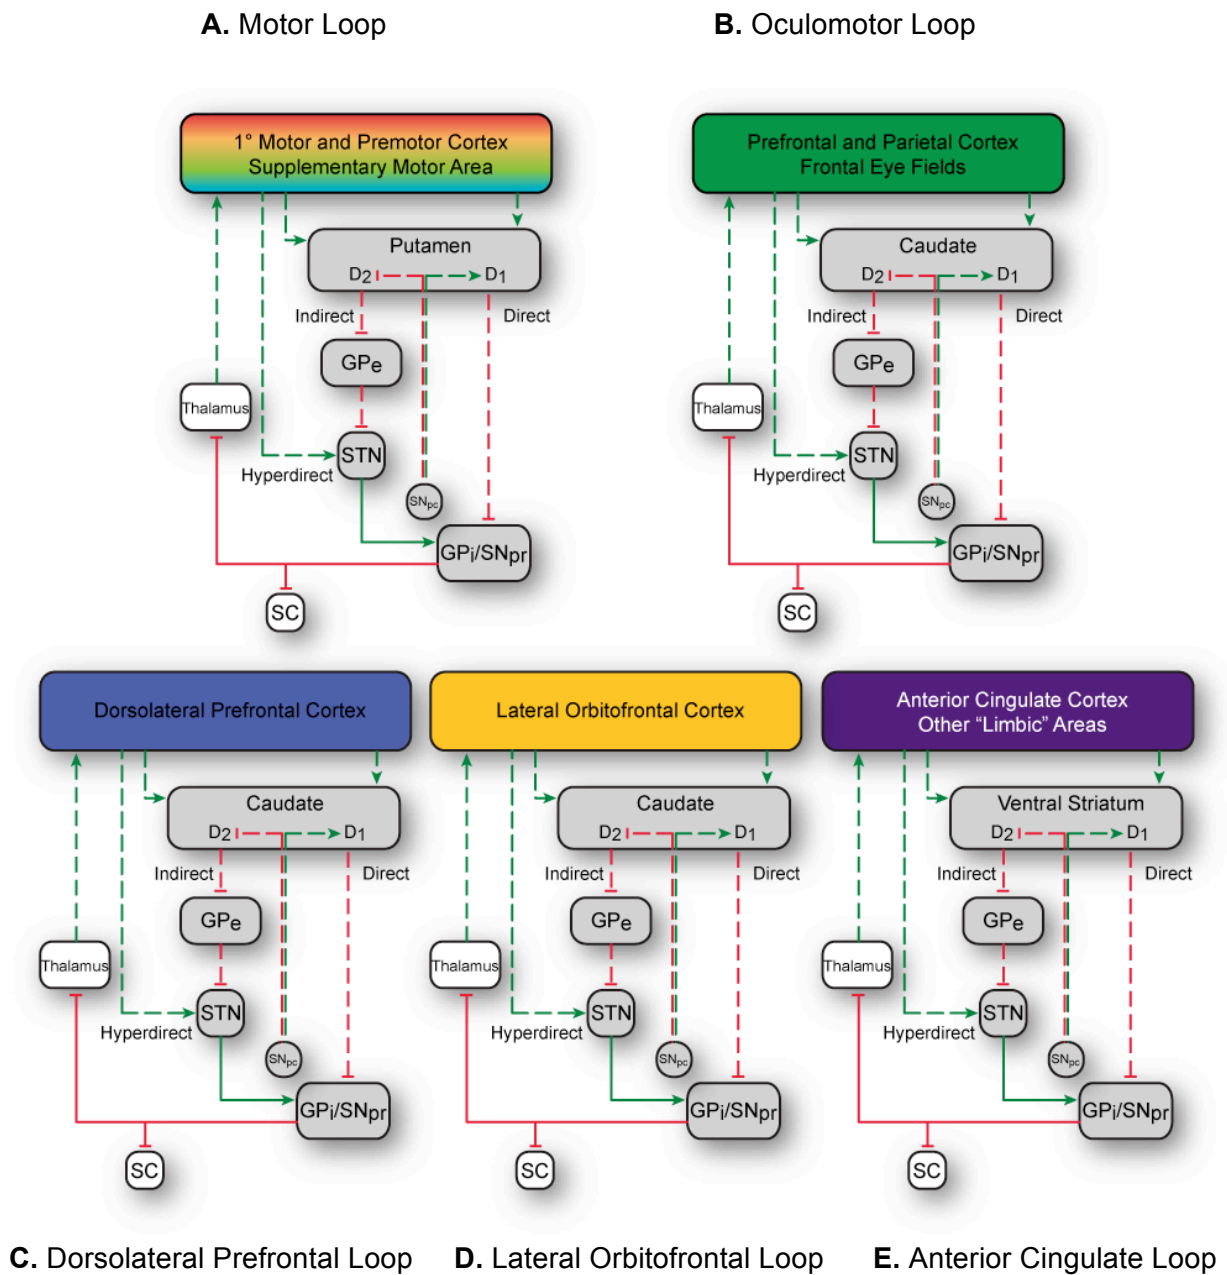 A. Motor Loop
B. Oculomotor Loop
1° Motor and Premotor Cortex
Supplementary Motor Area
Putamen
D2
D1
Indirect
Direct
GPe
Thalamus
STN
Hyperdirect
SNpc
GPi/SNpr
SC
Prefrontal and Parietal Cortex
Frontal Eye Fields
Caudate
D2
D1
Indirect
Direct
GPe
Thalamus
STN
Hyperdirect
SNpc
GPi/SNpr
SC
Dorsolateral Prefrontal Cortex
Caudate
D2
D1
Indirect
Direct
GPe
Thalamus
STN
Hyperdirect
SNpc
GPi/SNpr
SC
Lateral Orbitofrontal Cortex
Caudate
D2
D1
Indirect
Direct
GPe
Thalamus
STN
Hyperdirect
SNpc
GPi/SNpr
SC
Anterior Cingulate Cortex
Other “Limbic” Areas
Ventral Striatum
D2
D1
Indirect
Direct
GPe
Thalamus
STN
Hyperdirect
SNpc
GPi/SNpr
SC
C. Dorsolateral Prefrontal Loop
D. Lateral Orbitofrontal Loop
E. Anterior Cingulate Loop